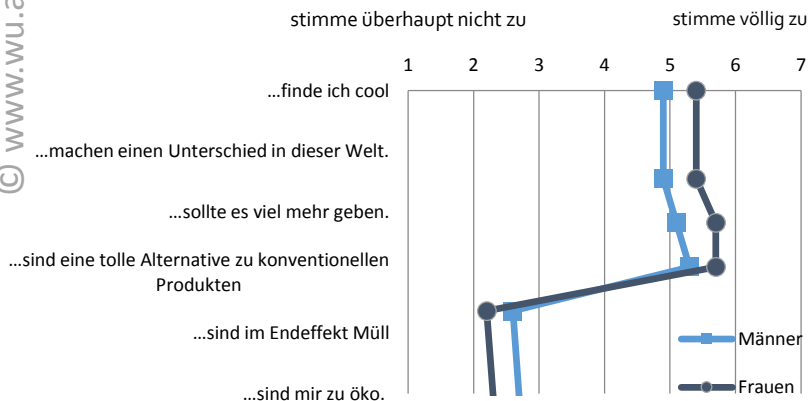 © www.wu.a
stimme überhaupt nicht zu stimme völlig zu
1 2 3 4 5 6 7
...finde ich cool
...machen einen Unterschied in dieser Welt.
...sollte es viel mehr geben.
...sind eine tolle Alternative zu konventionellen
Produkten
...sind im Endeffekt Müll
Männer
Frauen
...sind mir zu öko.